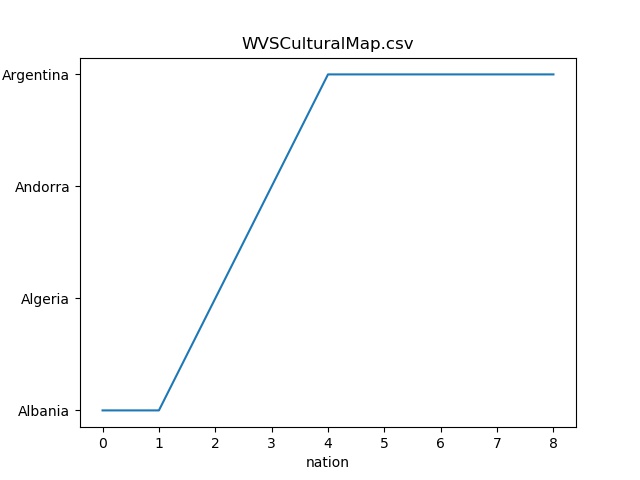 WVSCulturalMap.csv
Argentina
Andorra
Algeria
Albania
0 1 2 3 4 5 6 7 8
nation